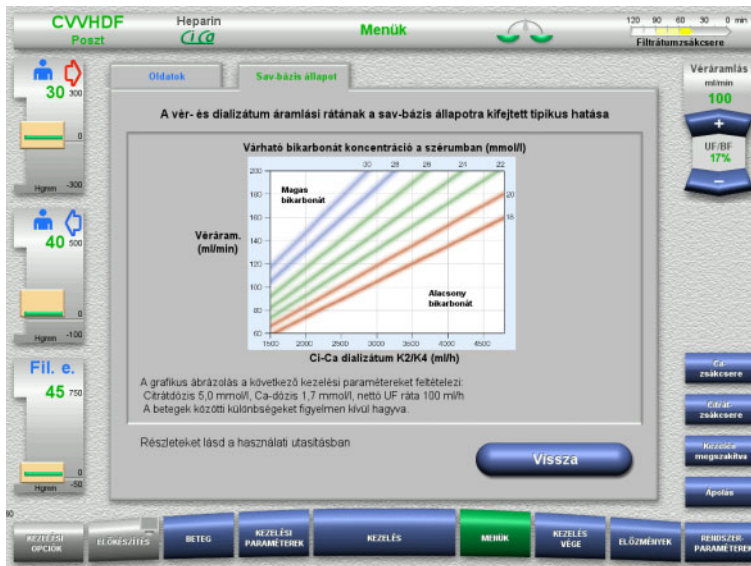 CVVHDF
Poszt
Heparin
CiCa
Menük
120 90 60 30 0 min
Filtrátumzsákcsere
30 300
0
Hgmm -300
40 500
0
Hgmm -100
Fil. e.
45 750
0
Hgmm -50
Oldatok
Sav-bázis állapot
A vér- és dializátum áramlási rátának a sav-bázis állapotra kifejtett tipikus hatása
Várható bikarbonát koncentráció a szérumban (mmol/l)
30 28 26 24 22
20
18
200
180
160
140
120
100
80
60
Magas
bikarbonát
Véráram.
(ml/min)
Alacsony
bikarbonát
1500 2000 2500 3000 3500 4000 4500
Ci-Ca dializátum K2/K4 (ml/h)
A grafikus ábrázolás a következő kezelési paramétereket feltételezi:
Citrátdózis 5,0 mmol/l, Ca-dózis 1,7 mmol/l, nettó UF ráta 100 ml/h
A betegek közötti különbségeket figyelmen kívül hagyva.
Részleteket lásd a használati utasításban
Vissza
Véráramlás
ml/min
100
+
UF/BF
17%
−
Ca-
zsákcsere
Citrát-
zsákcsere
Kezelés
megszakítva
Ápolás
KEZELÉSI
OPCIÓK
ELŐKÉSZÍTÉS
BETEG
KEZELÉSI
PARAMÉTEREK
KEZELÉS
MENÜK
KEZELÉS
VÉGE
ELŐZMÉNYEK
RENDSZER-
PARAMÉTEREK